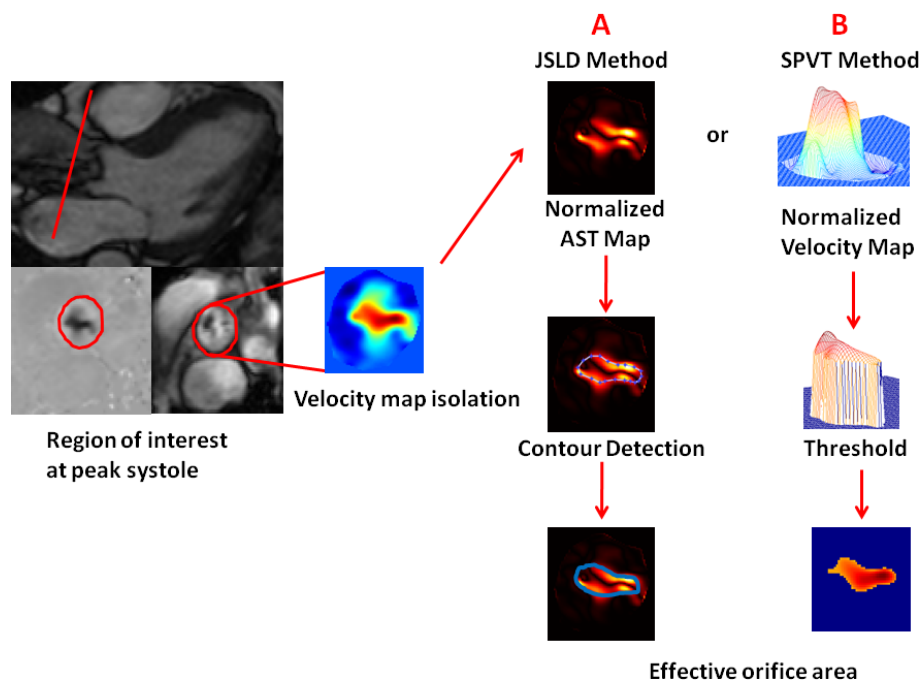 A
B
JSLD Method
SPVT Method
or
Normalized
AST Map
Normalized
Velocity Map
Velocity map isolation
Region of interest
at peak systole
Contour Detection
Threshold
Effective orifice area